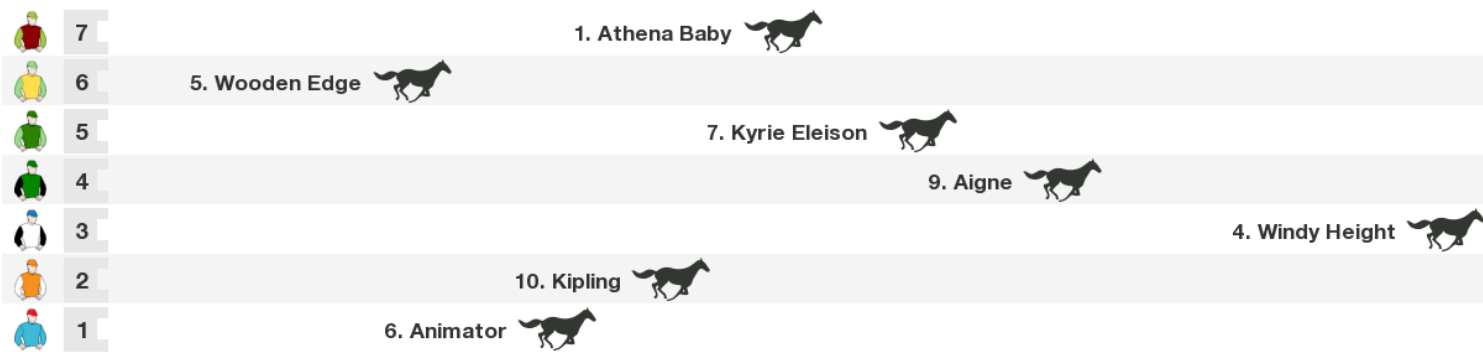 7 1. Athena Baby
6 5. Wooden Edge
5 7. Kyrie Eleison
4 9. Aigne
3 4. Windy Height
2 10. Kipling
1 6. Animator